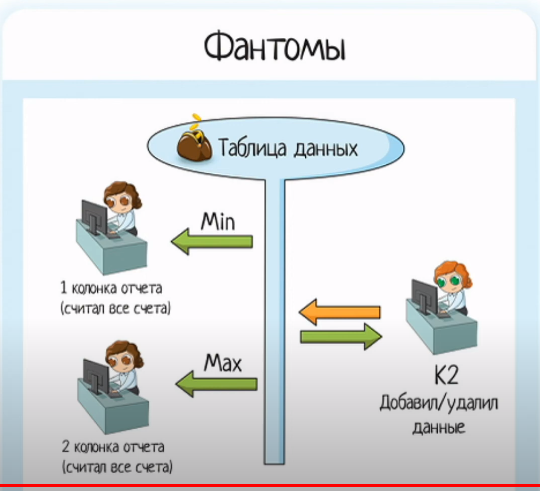 Фантомы
Таблица данных
Min
1 колонка отчета
(считал все счета)
Max
К2
Добавил/удалил
данные
2 колонка отчета
(считал все счета)